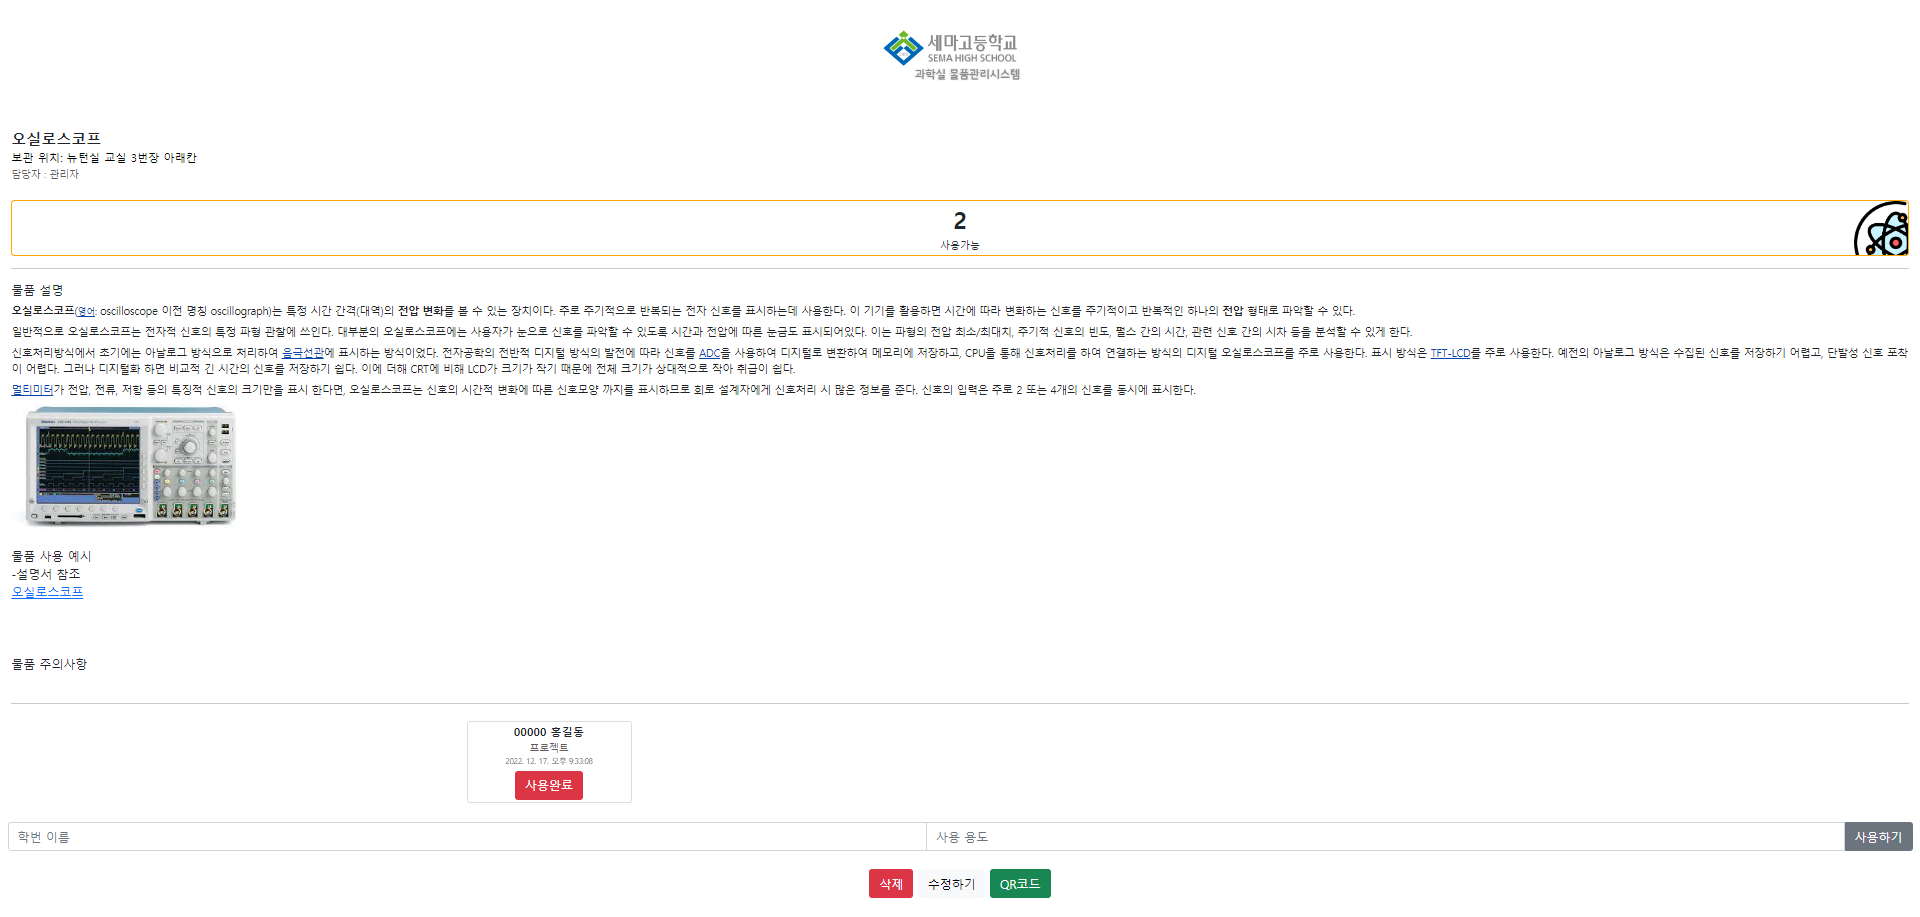 세마고등학교
SEMA HIGH SCHOOL
과학실 물품관리시스템
오실로스코프
보관 위치: 뉴턴실 교실 3번장 아래칸
담당자 : 관리자
2
사용가능
물품 설명
오실로스코프(영어: oscilloscope 이전 명칭 oscillograph)는 특정 시간 간격(대역)의 전압 변화를 볼 수 있는 장치이다. 주로 주기적으로 반복되는 전자 신호를 표시하는데 사용한다. 이 기기를 활용하면 시간에 따라 변화하는 신호를 주기적이고 반복적인 하나의 전압 형태로 파악할 수 있다.
일반적으로 오실로스코프는 전자적 신호의 특정 파형 관찰에 쓰인다. 대부분의 오실로스코프에는 사용자가 눈으로 신호를 파악할 수 있도록 시간과 전압에 따른 눈금도 표시되어있다. 이는 파형의 전압 최소/최대치, 주기적 신호의 빈도, 펄스 간의 시간, 관련 신호 간의 시차 등을 분석할 수 있게 한다.
신호처리방식에서 초기에는 아날로그 방식으로 처리하여 음극선관에 표시하는 방식이었다. 전자공학의 전반적 디지털 방식의 발전에 따라 신호를 ADC을 사용하여 디지털로 변환하여 메모리에 저장하고, CPU을 통해 신호처리를 하여 연결하는 방식의 디지털 오실로스코프를 주로 사용한다. 표시 방식은 TFT-LCD를 주로 사용한다. 예전의 아날로그 방식은 수집된 신호를 저장하기 어렵고, 단발성 신호 포착
이 어렵다. 그러나 디지털화 하면 비교적 긴 시간의 신호를 저장하기 쉽다. 이에 더해 CRT에 비해 LCD가 크기가 작기 때문에 전체 크기가 상대적으로 작아 취급이 쉽다.
멀티미터가 전압, 전류, 저항 등의 특징적 신호의 크기만을 표시 한다면, 오실로스코프는 신호의 시간적 변화에 따른 신호모양 까지를 표시하므로 회로 설계자에게 신호처리 시 많은 정보를 준다. 신호의 입력은 주로 2 또는 4개의 신호를 동시에 표시한다.
물품 사용 예시
-설명서 참조
오실로스코프
물품 주의사항
00000 홍길동
프로젝트
2022. 12. 17. 오후 9:33:08
사용완료
학번 이름
사용 용도
사용하기
삭제
수정하기
QR코드